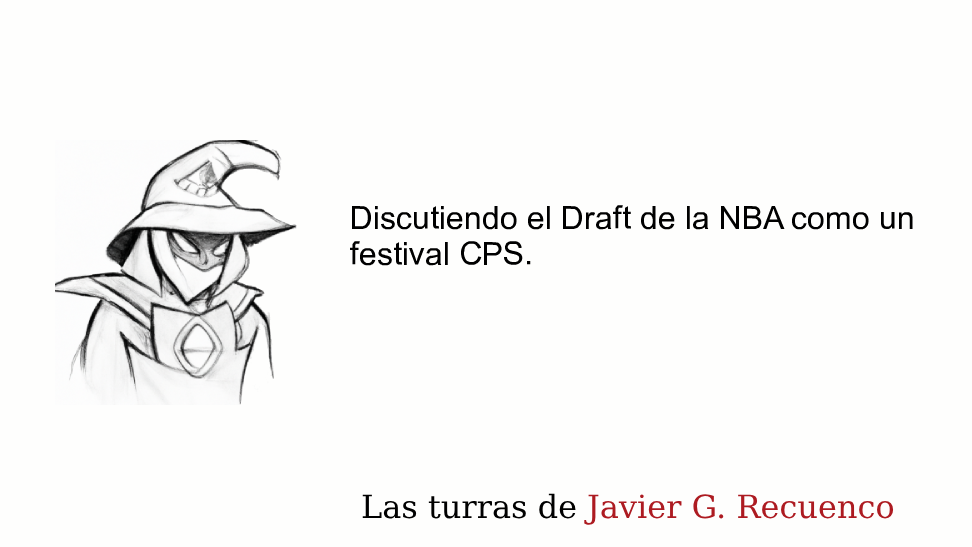 Discutiendo el Draft de la NBA como un
festival CPS.
Las turras de Javier G. Recuenco